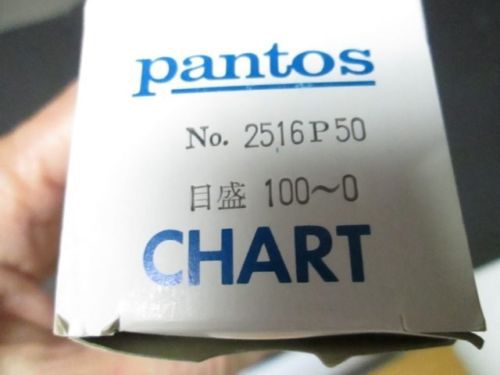 pantos
No. 2516P50
目盛 100～0
CHART